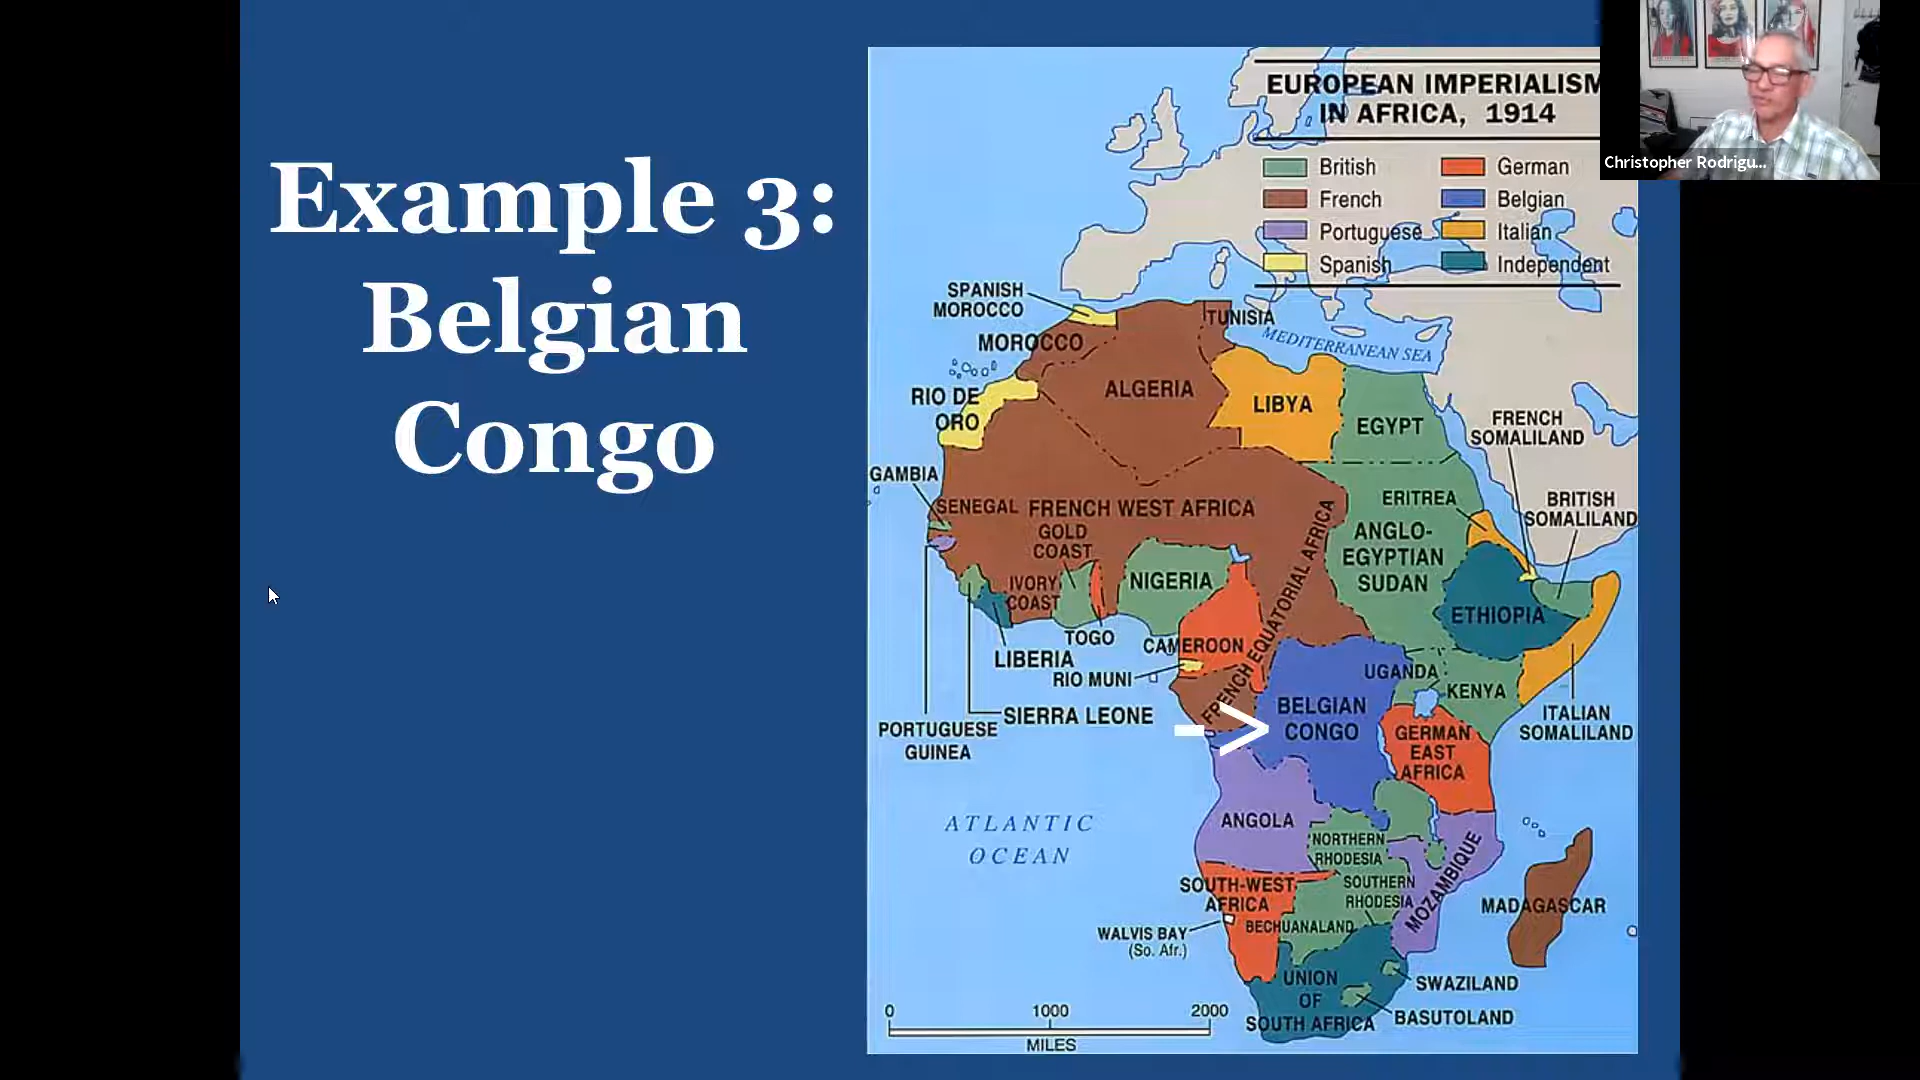 Example 3:
Belgian
Congo
EUROPEAN IMPERIALISM
IN AFRICA, 1914
British
German
French
Belgian
Portuguese
Italian
Spanish
Independent
Christopher Rodrigu...
SPANISH
MOROCCO
TUNISIA
MOROCCO
MEDITERRANEAN SEA
ALGERIA
RIO DE
ORO
LIBYA
EGYPT
FRENCH
SOMALILAND
GAMBIA
SENEGAL
FRENCH WEST AFRICA
ERITREA
BRITISH
SOMALILAND
GOLD
COAST
ANGLO-
EGYPTIAN
SUDAN
IVORY
COAST
NIGERIA
FRENCH EQUATORIAL AFRICA
ETHIOPIA
TOGO
CAMEROON
LIBERIA
RIO MUNI
UGANDA
KENYA
SIERRA LEONE
BELGIAN
CONGO
->
PORTUGUESE
GUINEA
ITALIAN
SOMALILAND
GERMAN
EAST
AFRICA
ATLANTIC
OCEAN
ANGOLA
NORTHERN
RHODESIA
MOZAMBIQUE
SOUTH-WEST
AFRICA
SOUTHERN
RHODESIA
MADAGASCAR
BECHUANALAND
WALVIS BAY
(So. Afr.)
UNION
OF
SOUTH AFRICA
SWAZILAND
BASUTOLAND
0 1000 2000
MILES